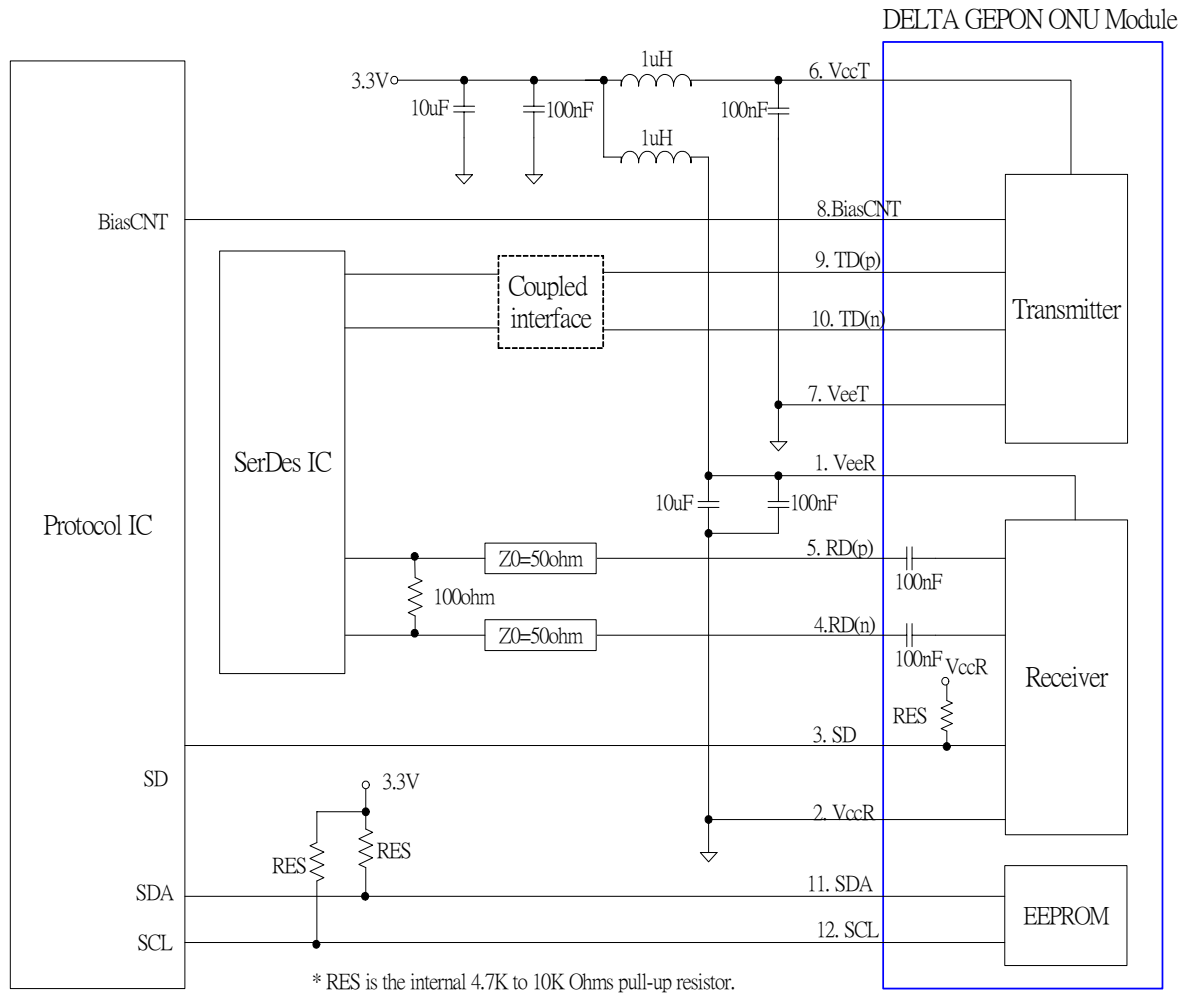 DELTA GEPON ONU Module
1uH
6. VccT
3.3V
10uF
100nF
100nF
1uH
BiasCNT
8.BiasCNT
9. TD(p)
Coupled
interface
Transmitter
10. TD(n)
7. VeeT
SerDes IC
1. VeeR
10uF
100nF
Protocol IC
5. RD(p)
Z0=50ohm
100nF
100ohm
4.RD(n)
Z0=50ohm
100nF
VccR
Receiver
RES
3. SD
SD
3.3V
2. VccR
RES
RES
11. SDA
SDA
EEPROM
12. SCL
SCL
* RES is the internal 4.7K to 10K Ohms pull-up resistor.